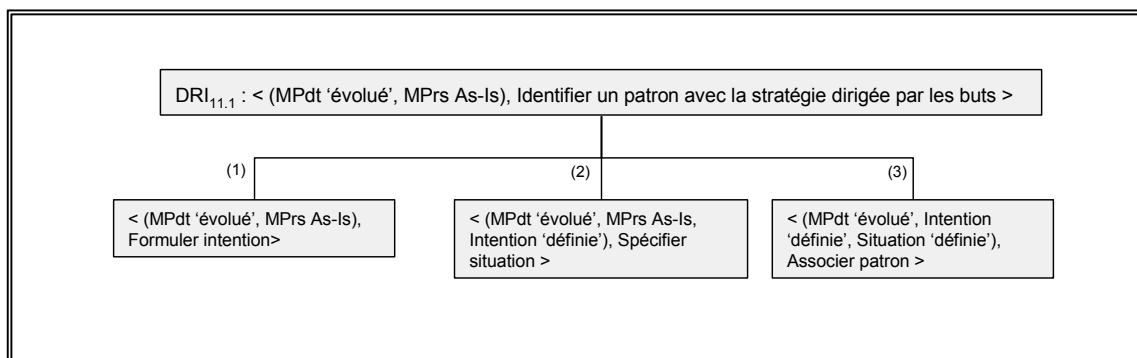 DRI11.1 : < (MPdt ‘évolué’, MPrs As-Is), Identifier un patron avec la stratégie dirigée par les buts >
(1)
(2)
(3)
< (MPdt ‘évolué’, MPrs As-Is),
Formuler intention>
< (MPdt ‘évolué’, MPrs As-Is,
Intention ‘définie’), Spécifier
situation >
< (MPdt ‘évolué’, Intention
‘définie’, Situation ‘définie’),
Associer patron >